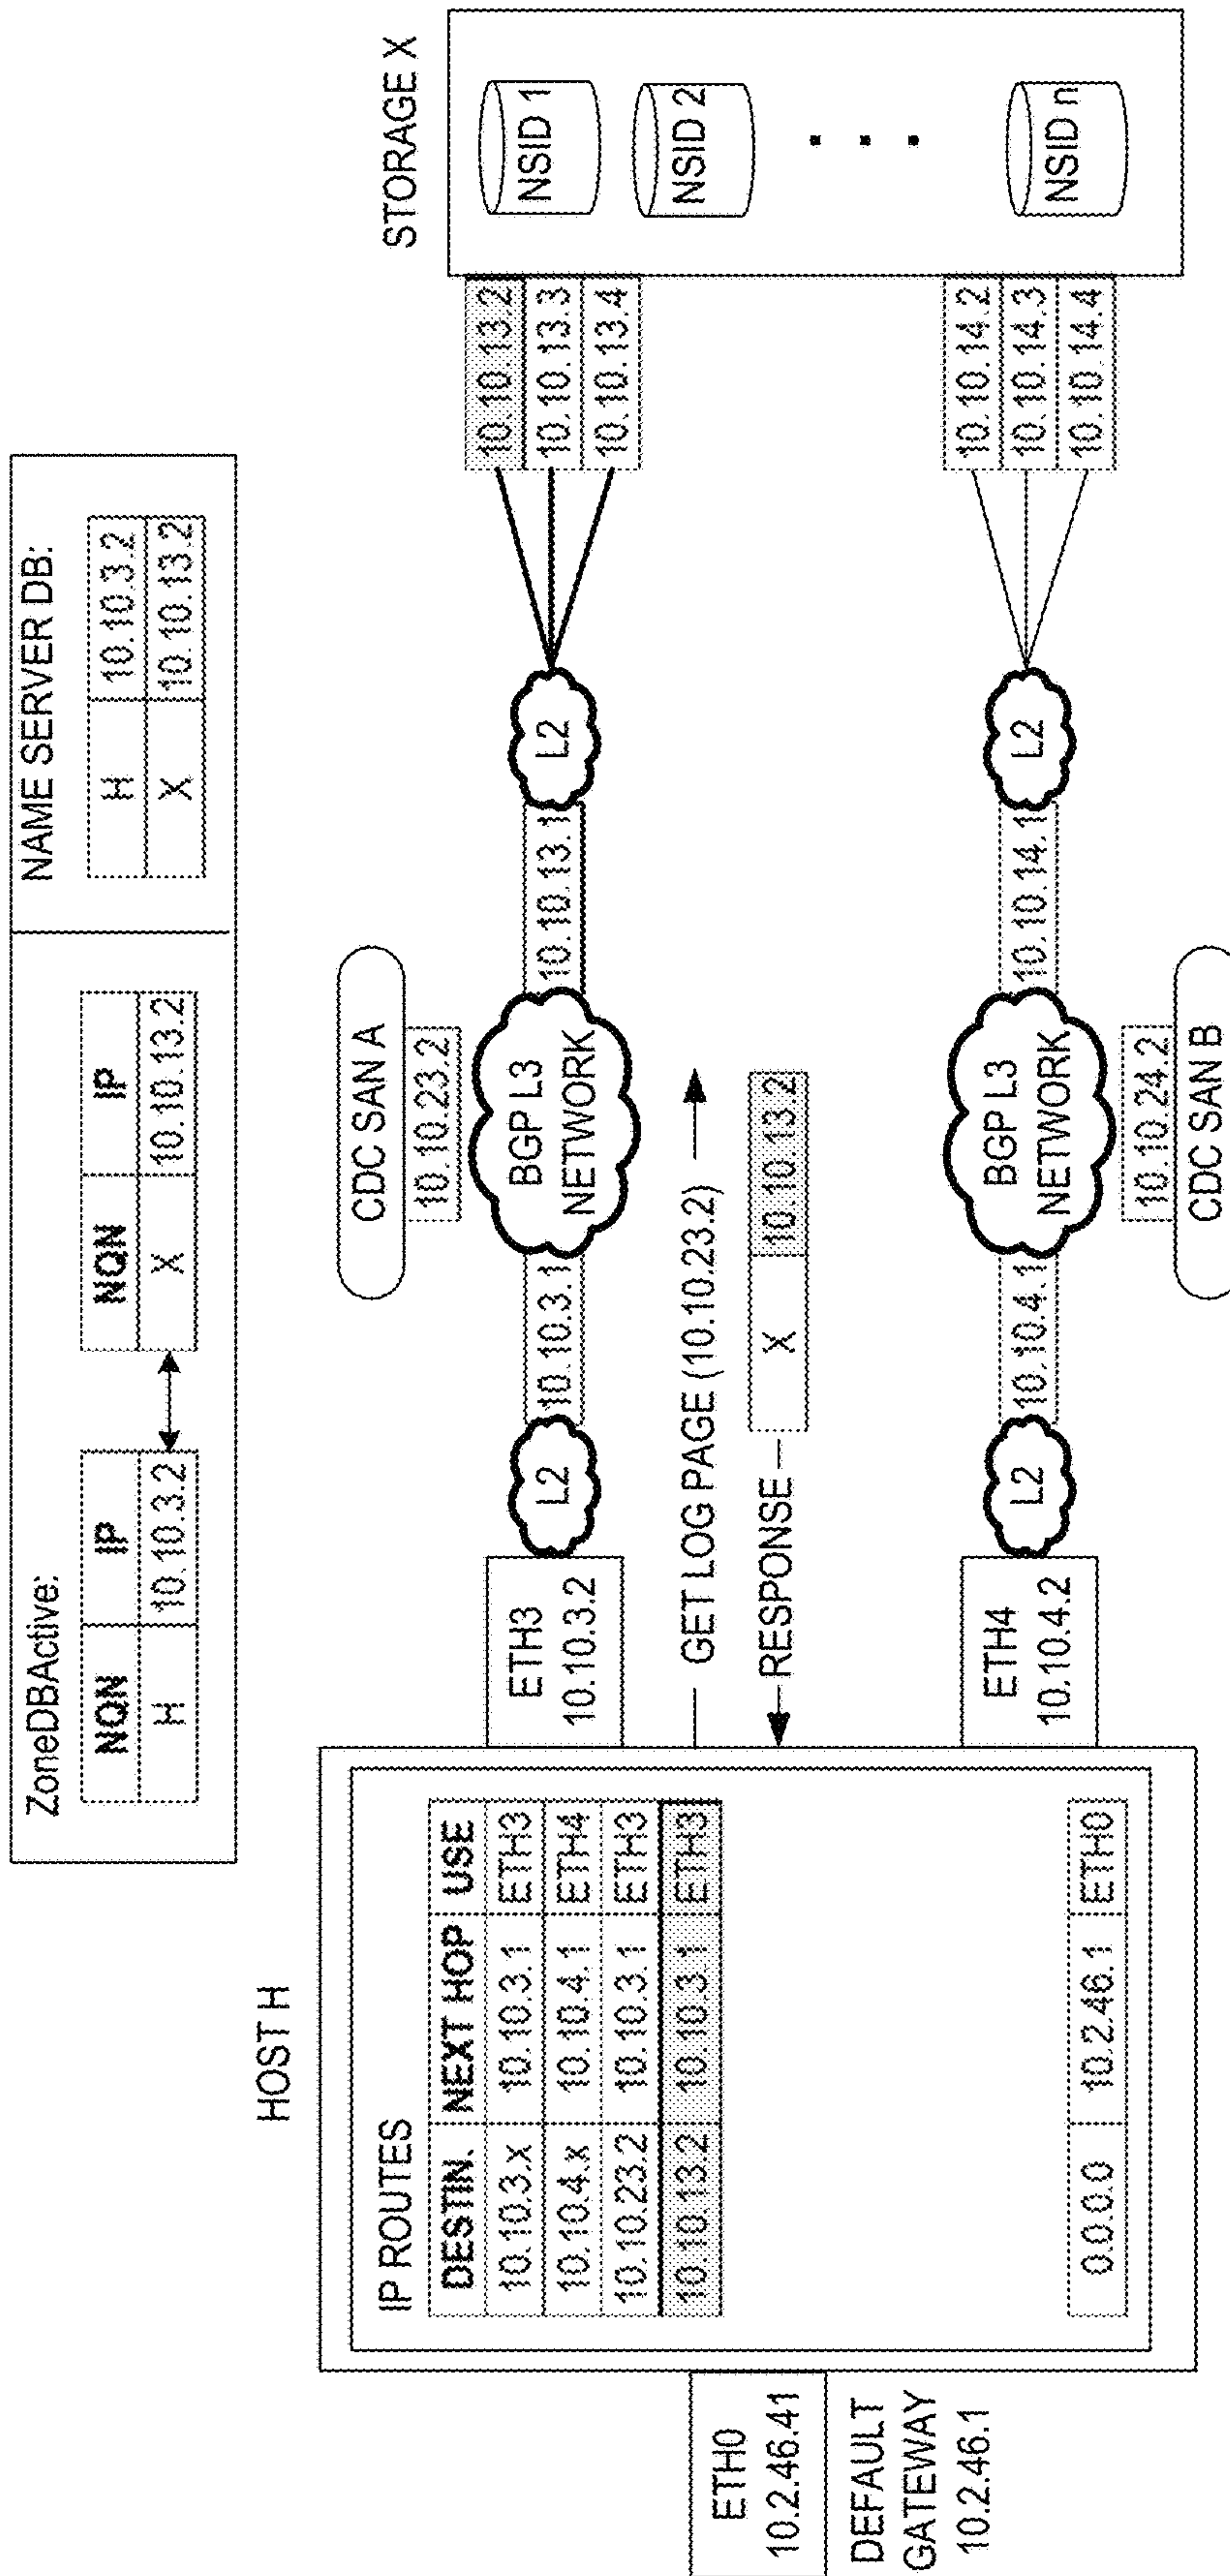 ZoneDBActive:
NQN IP
H 10.10.3.2
NQN IP
X 10.10.13.2
NAME SERVER DB:
H 10.10.3.2
X 10.10.13.2
HOST H
IP ROUTES
DESTIN. NEXT HOP USE
10.10.3.x 10.10.3.1 ETH3
10.10.4.x 10.10.4.1 ETH4
10.10.23.2 10.10.3.1 ETH3
10.10.13.2 10.10.3.1 ETH3
0.0.0.0 10.2.46.1 ETH0
ETH0
10.2.46.41
DEFAULT
GATEWAY
10.2.46.1
ETH3
10.10.3.2
L2
10.10.3.1
CDC SAN A
10.10.23.2
BGP L3
NETWORK
10.10.13.1
L2
GET LOG PAGE (10.10.23.2)
RESPONSE
X 10.10.13.2
ETH4
10.10.4.2
L2
10.10.4.1
BGP L3
NETWORK
10.10.24.2
CDC SAN B
10.10.14.1
L2
STORAGE X
10.10.13.2
10.10.13.3
10.10.13.4
10.10.14.2
10.10.14.3
10.10.14.4
NSID 1
NSID 2
NSID n